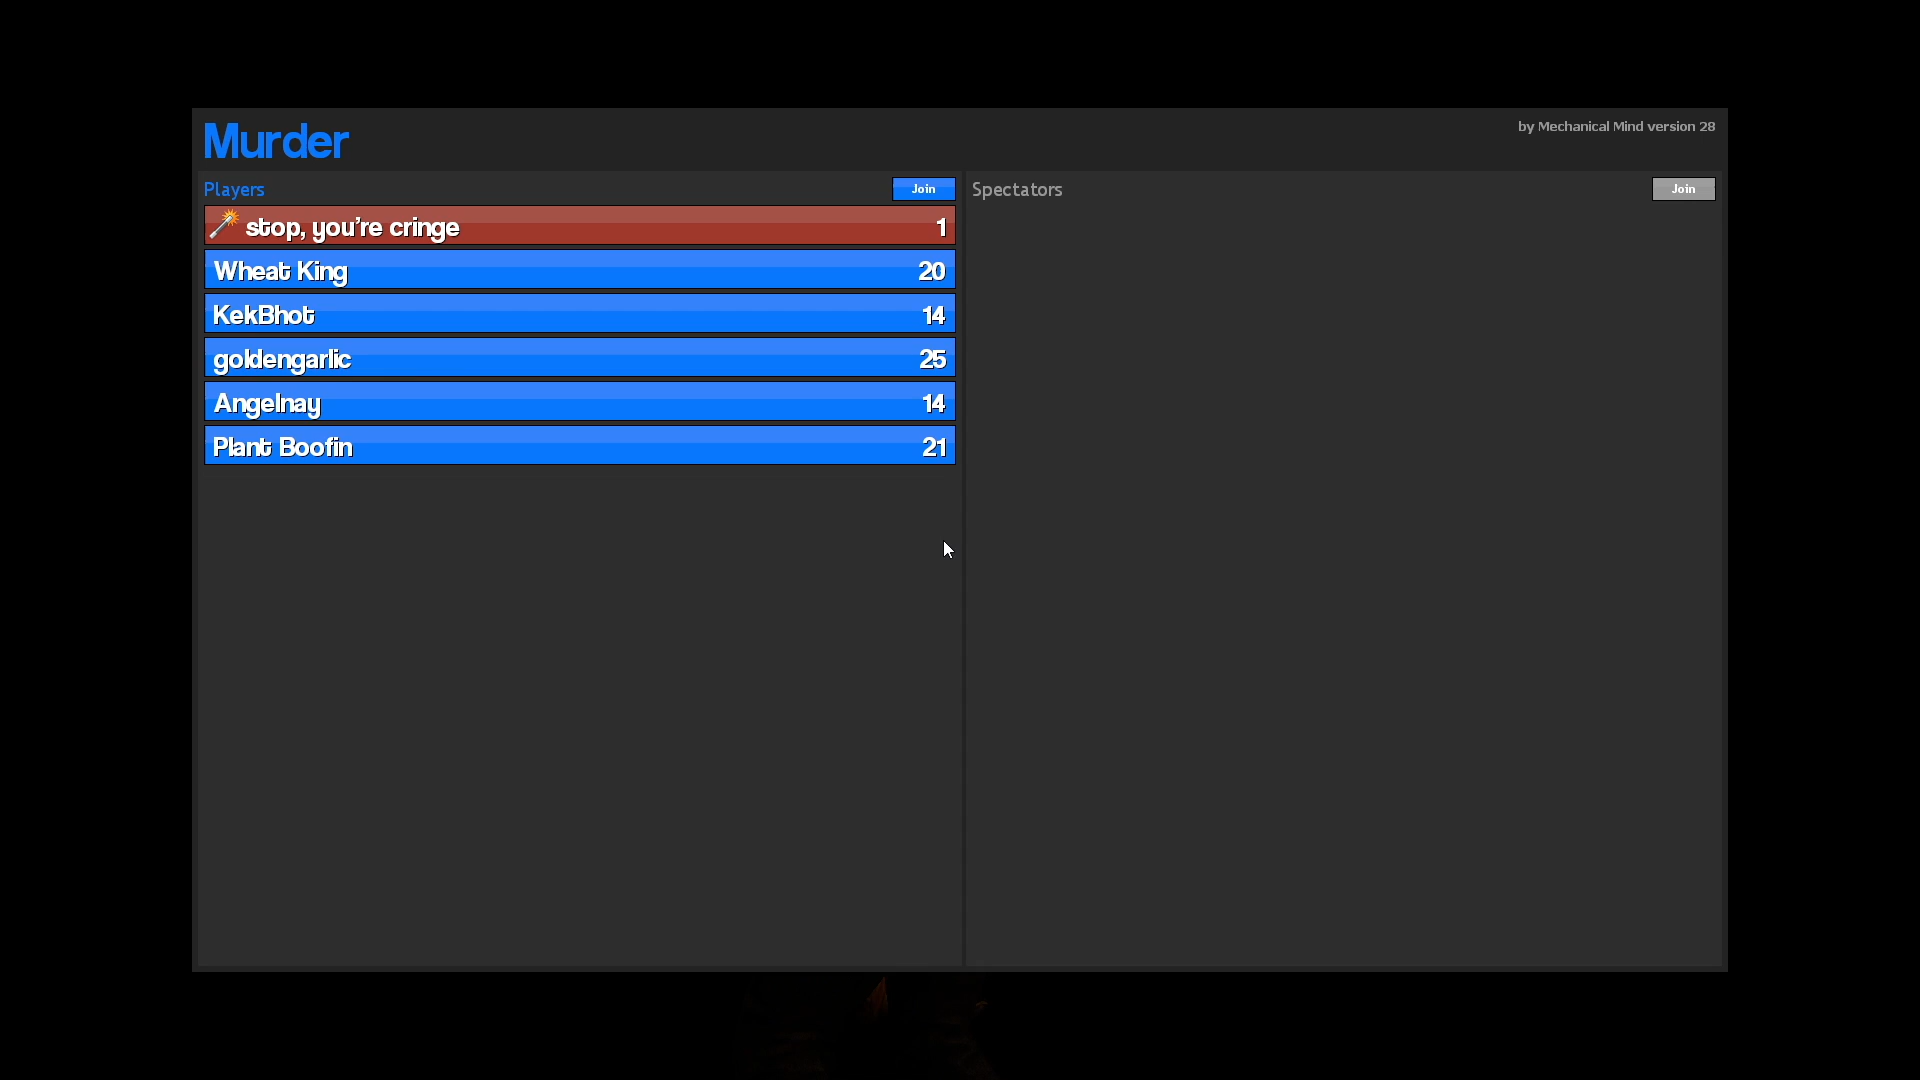 Murder
by Mechanical Mind version 28
Players
Join
Spectators
Join
stop, you're cringe 1
Wheat King 20
KekBhot 14
goldengarlic 25
Angelnay 14
Plant Boofin 21